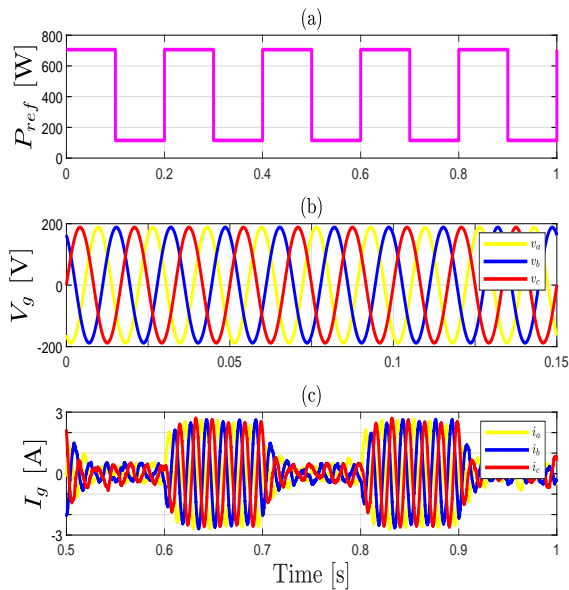 (a)
P_ref [W]
800
600
400
200
0
0 0.2 0.4 0.6 0.8 1
(b)
V_g [V]
200
0
-200
v_a
v_b
v_c
0 0.05 0.1 0.15
(c)
I_g [A]
3
0
-3
i_a
i_b
i_c
0.5 0.6 0.7 0.8 0.9 1
Time [s]